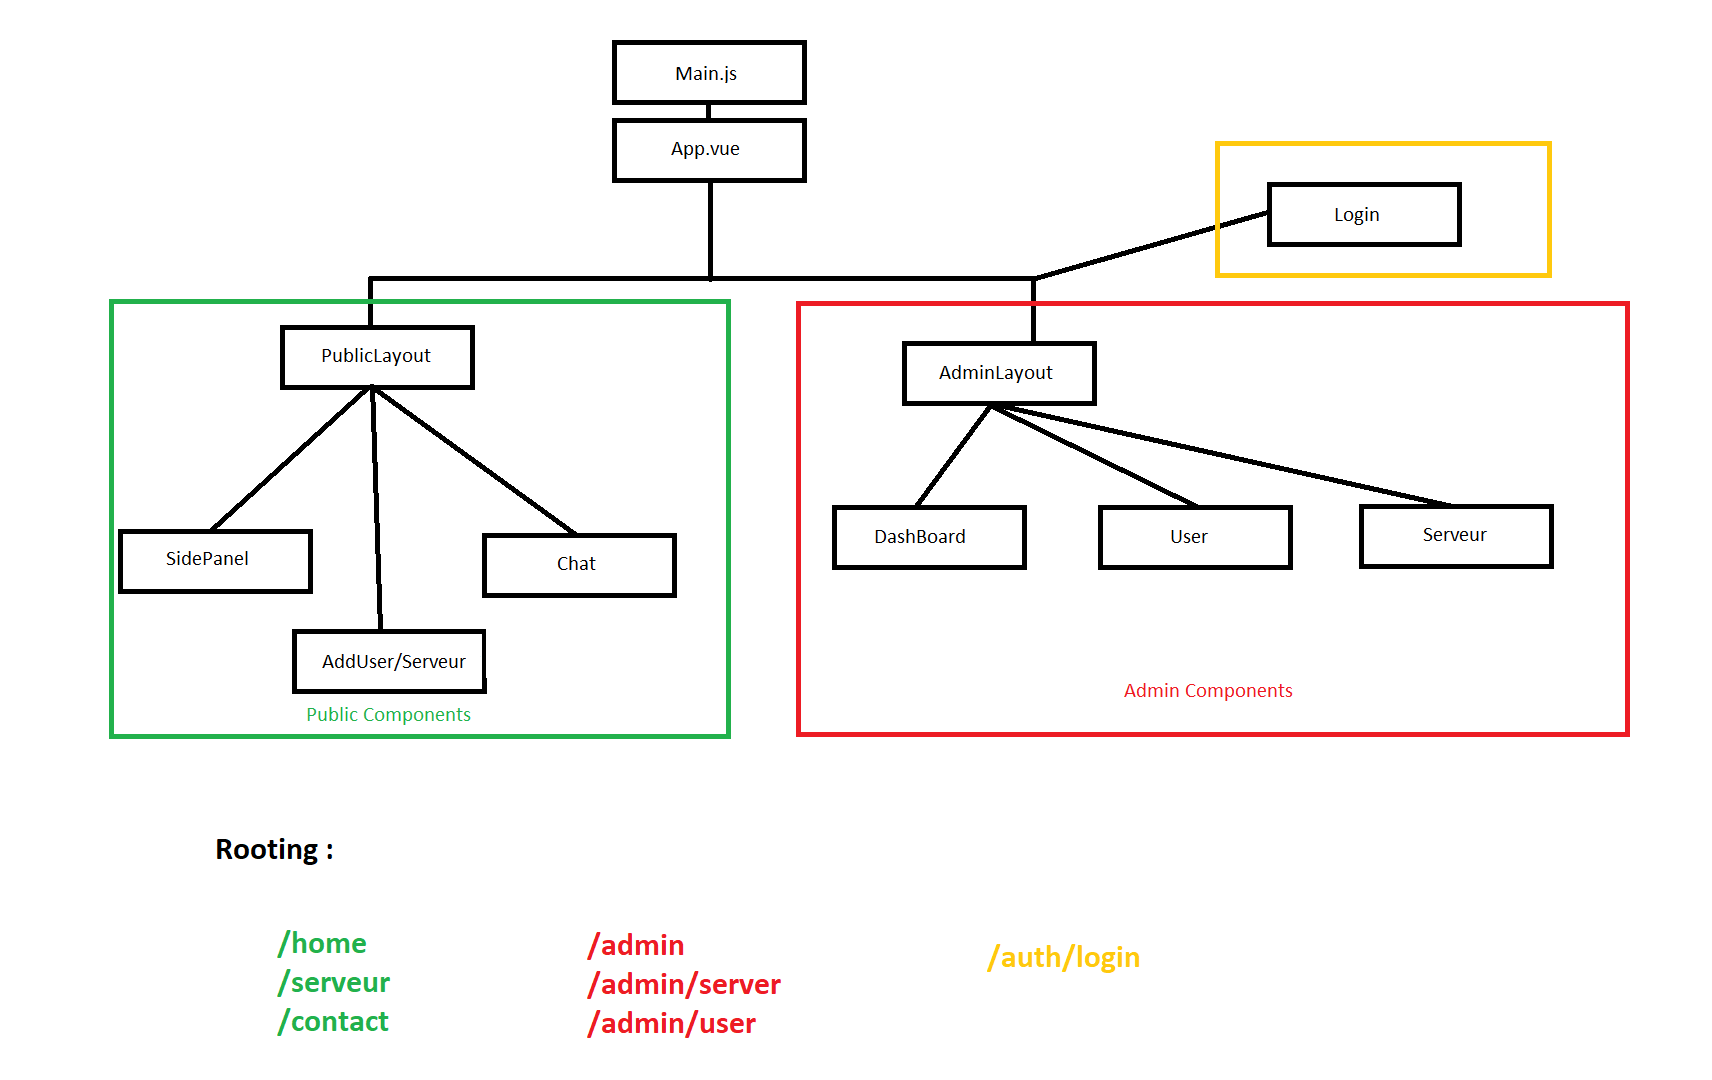 Main.js
App.vue
Login
PublicLayout
AdminLayout
SidePanel
Chat
AddUser/Serveur
Public Components
DashBoard
User
Serveur
Admin Components
Rooting :
/home
/serveur
/contact
/admin
/admin/server
/admin/user
/auth/login